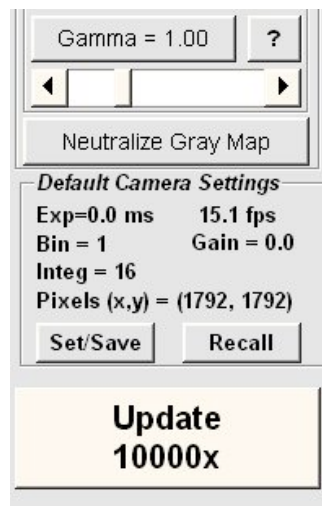 Gamma = 1.00 ?
Neutralize Gray Map
Default Camera Settings
Exp=0.0 ms 15.1 fps
Bin = 1 Gain = 0.0
Integ = 16
Pixels (x,y) = (1792, 1792)
Set/Save Recall
Update
10000x